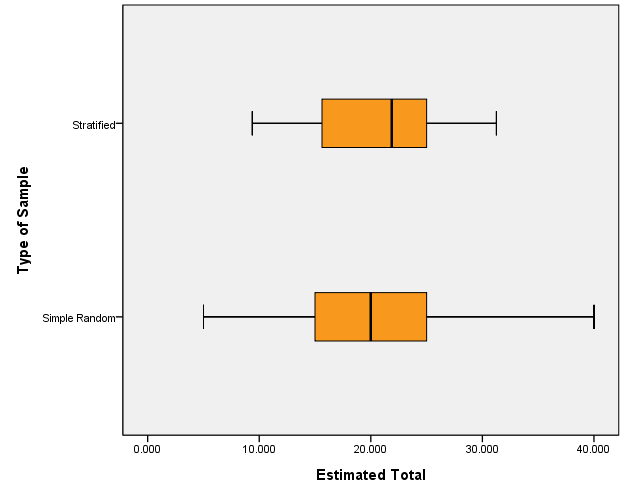 Type of Sample
Stratified
Simple Random
0.000 10.000 20.000 30.000 40.000
Estimated Total